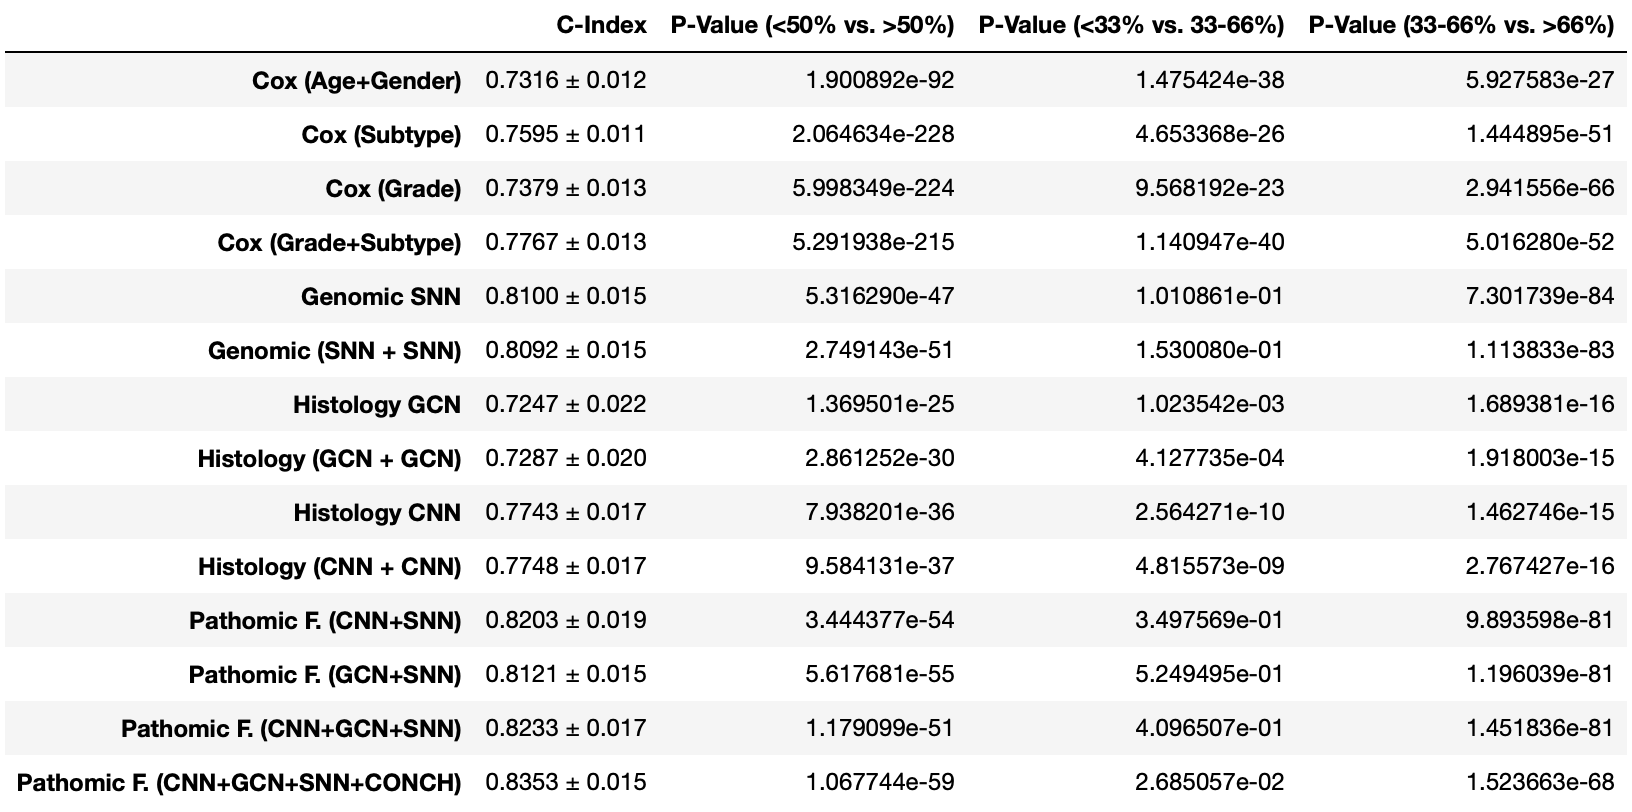 C-Index P-Value (<50% vs. >50%) P-Value (<33% vs. 33-66%) P-Value (33-66% vs. >66%)
Cox (Age+Gender) 0.7316 ± 0.012 1.900892e-92 1.475424e-38 5.927583e-27
Cox (Subtype) 0.7595 ± 0.011 2.064634e-228 4.653368e-26 1.444895e-51
Cox (Grade) 0.7379 ± 0.013 5.998349e-224 9.568192e-23 2.941556e-66
Cox (Grade+Subtype) 0.7767 ± 0.013 5.291938e-215 1.140947e-40 5.016280e-52
Genomic SNN 0.8100 ± 0.015 5.316290e-47 1.010861e-01 7.301739e-84
Genomic (SNN + SNN) 0.8092 ± 0.015 2.749143e-51 1.530080e-01 1.113833e-83
Histology GCN 0.7247 ± 0.022 1.369501e-25 1.023542e-03 1.689381e-16
Histology (GCN + GCN) 0.7287 ± 0.020 2.861252e-30 4.127735e-04 1.918003e-15
Histology CNN 0.7743 ± 0.017 7.938201e-36 2.564271e-10 1.462746e-15
Histology (CNN + CNN) 0.7748 ± 0.017 9.584131e-37 4.815573e-09 2.767427e-16
Pathomic F. (CNN+SNN) 0.8203 ± 0.019 3.444377e-54 3.497569e-01 9.893598e-81
Pathomic F. (GCN+SNN) 0.8121 ± 0.015 5.617681e-55 5.249495e-01 1.196039e-81
Pathomic F. (CNN+GCN+SNN) 0.8233 ± 0.017 1.179099e-51 4.096507e-01 1.451836e-81
Pathomic F. (CNN+GCN+SNN+CONCH) 0.8353 ± 0.015 1.067744e-59 2.685057e-02 1.523663e-68